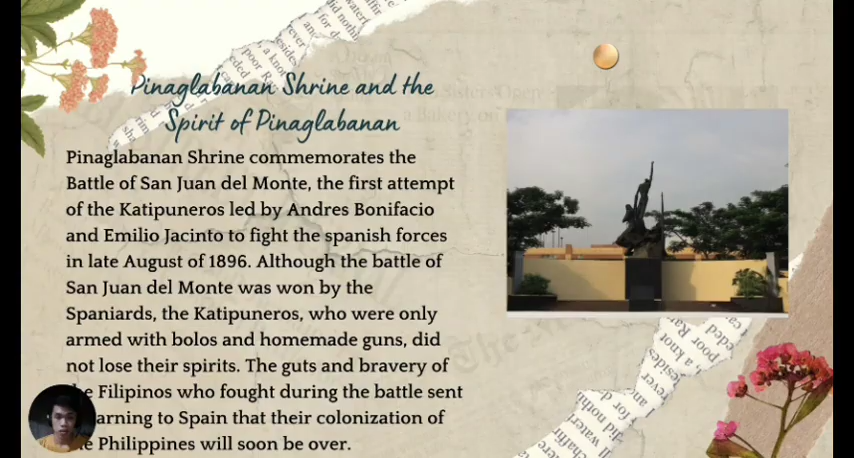 Pinaglabanan Shrine and the
Spirit of Pinaglabanan
Pinaglabanan Shrine commemorates the
Battle of San Juan del Monte, the first attempt
of the Katipuneros led by Andres Bonifacio
and Emilio Jacinto to fight the spanish forces
in late August of 1896. Although the battle of
San Juan del Monte was won by the
Spaniards, the Katipuneros, who were only
armed with bolos and homemade guns, did
not lose their spirits. The guts and bravery of
Filipinos who fought during the battle sent
to Spain that their colonization of
Philippines will soon be over.